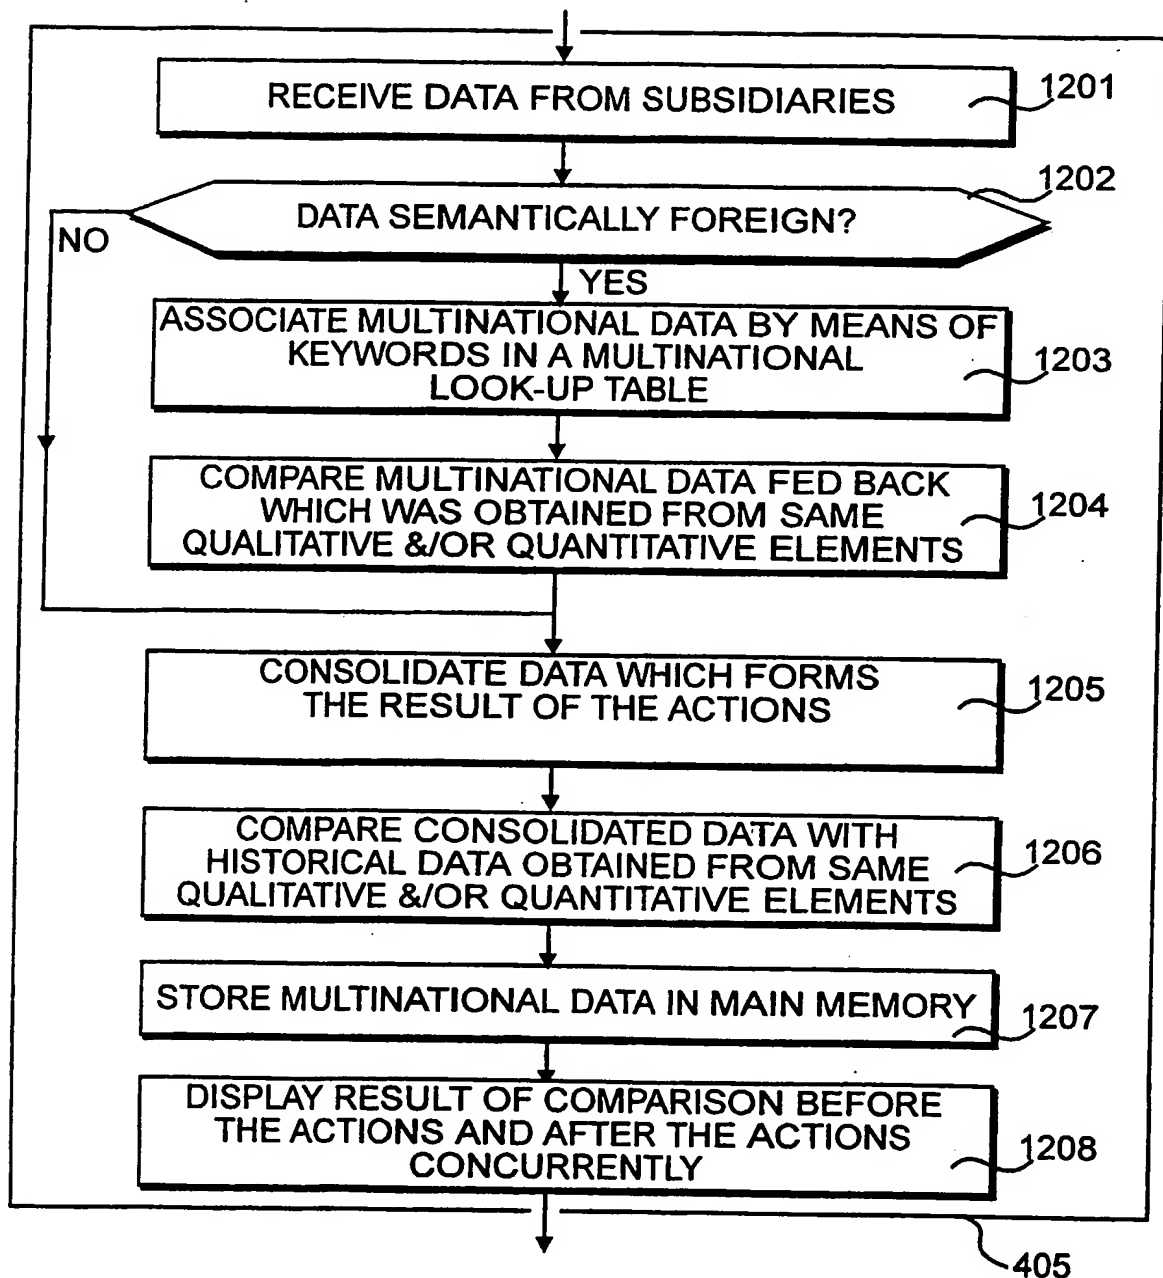 RECEIVE DATA FROM SUBSIDIARIES
1201
1202
DATA SEMANTICALLY FOREIGN?
NO
YES
ASSOCIATE MULTINATIONAL DATA BY MEANS OF
KEYWORDS IN A MULTINATIONAL
LOOK-UP TABLE
1203
COMPARE MULTINATIONAL DATA FED BACK
WHICH WAS OBTAINED FROM SAME
QUALITATIVE &/OR QUANTITATIVE ELEMENTS
1204
CONSOLIDATE DATA WHICH FORMS
THE RESULT OF THE ACTIONS
1205
COMPARE CONSOLIDATED DATA WITH
HISTORICAL DATA OBTAINED FROM SAME
QUALITATIVE &/OR QUANTITATIVE ELEMENTS
1206
STORE MULTINATIONAL DATA IN MAIN MEMORY
1207
DISPLAY RESULT OF COMPARISON BEFORE
THE ACTIONS AND AFTER THE ACTIONS
CONCURRENTLY
1208
405